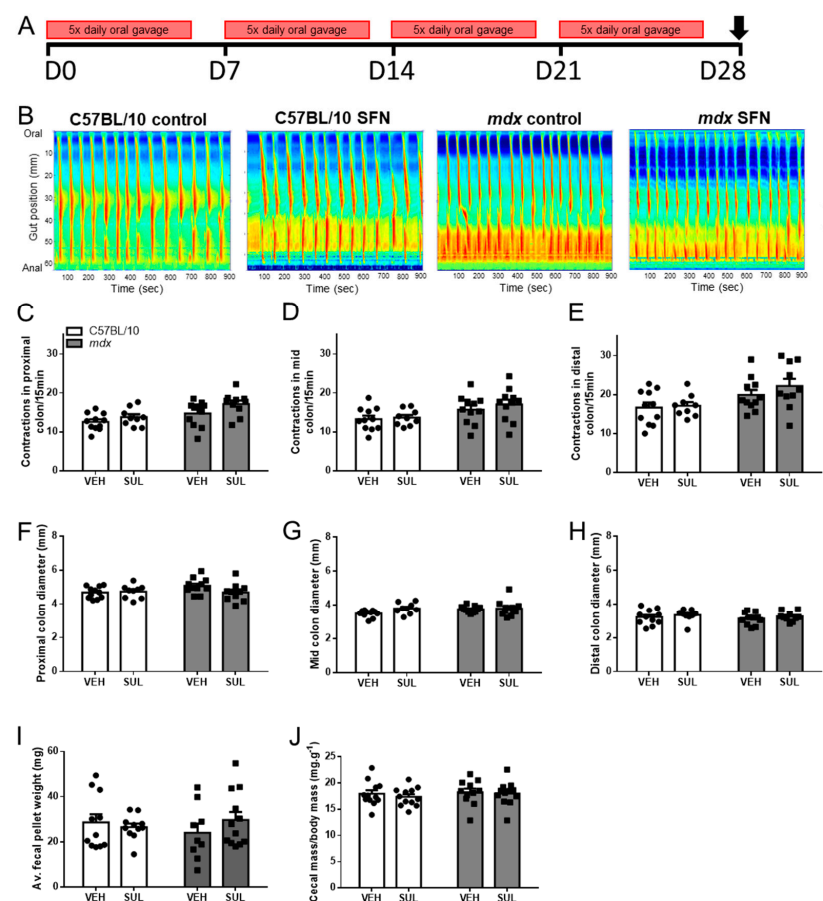 A
5x daily oral gavage 5x daily oral gavage 5x daily oral gavage 5x daily oral gavage
D0 D7 D14 D21 D28
B
C57BL/10 control C57BL/10 SFN mdx control mdx SFN
Oral
10
20
30
40
50
60
Anal
Gut position (mm)
100 200 300 400 500 600 700 800 900 100 200 300 400 500 600 700 800 900 100 200 300 400 500 600 700 800 900 100 200 300 400 500 600 700 800 900
Time (sec) Time (sec) Time (sec) Time (sec)
C
C57BL/10
mdx
Contractions in proximal
colon/15min
30
20
10
0
VEH SUL VEH SUL
D
Contractions in mid
colon/15min
30
20
10
0
VEH SUL VEH SUL
E
Contractions in distal
colon/15min
30
20
10
0
VEH SUL VEH SUL
F
Proximal colon diameter (mm)
8
6
4
2
0
VEH SUL VEH SUL
G
Mid colon diameter (mm)
8
6
4
2
0
VEH SUL VEH SUL
H
Distal colon diameter (mm)
8
6
4
2
0
VEH SUL VEH SUL
I
Av. fecal pellet weight (mg)
60
40
20
0
VEH SUL VEH SUL
J
Cecal mass/body mass (mg.g-1)
25
20
15
10
5
0
VEH SUL VEH SUL